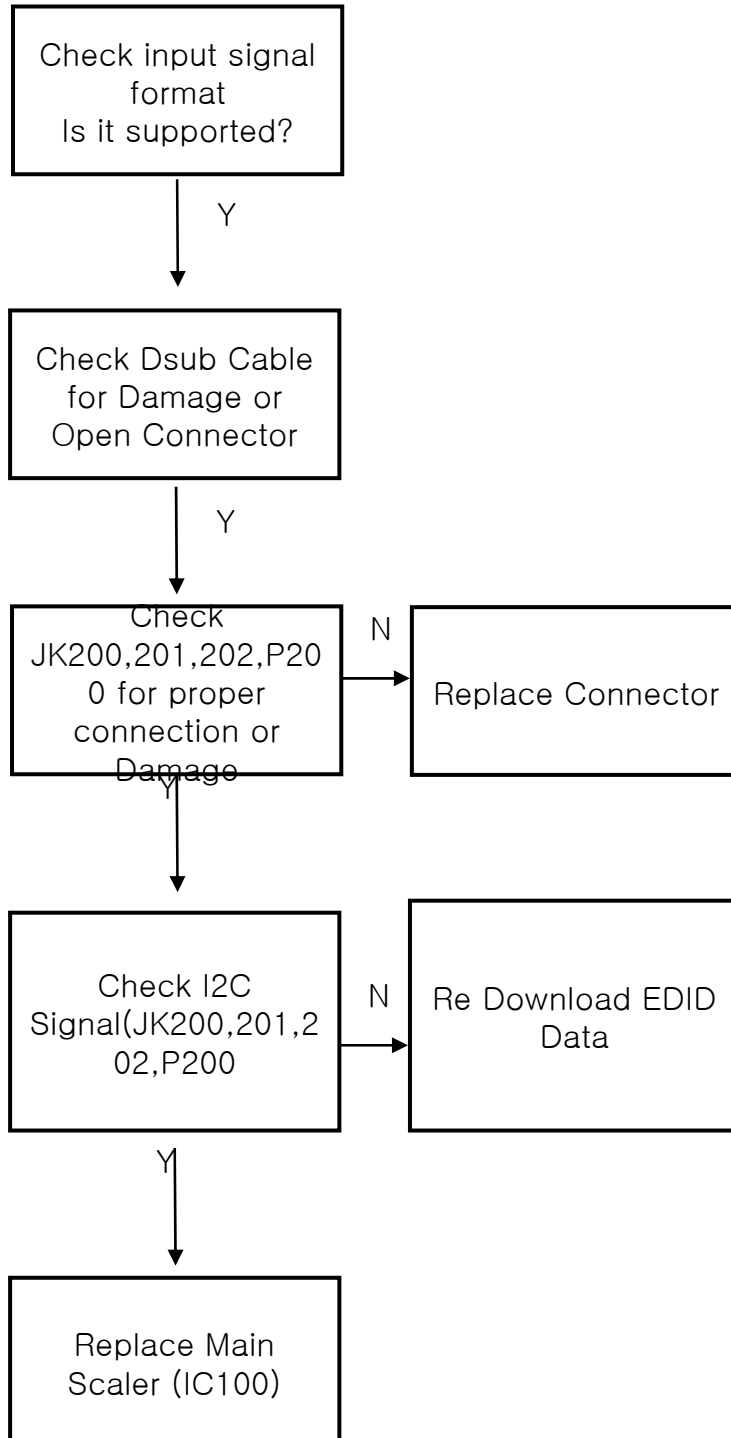 Check input signal
format
Is it supported?
Y
Check Dsub Cable
for Damage or
Open Connector
Y
Check
JK200,201,202,P20
0 for proper
connection or
Damage
N
Replace Connector
Y
Check I2C
Signal(JK200,201,2
02,P200
N
Re Download EDID
Data
Y
Replace Main
Scaler (IC100)